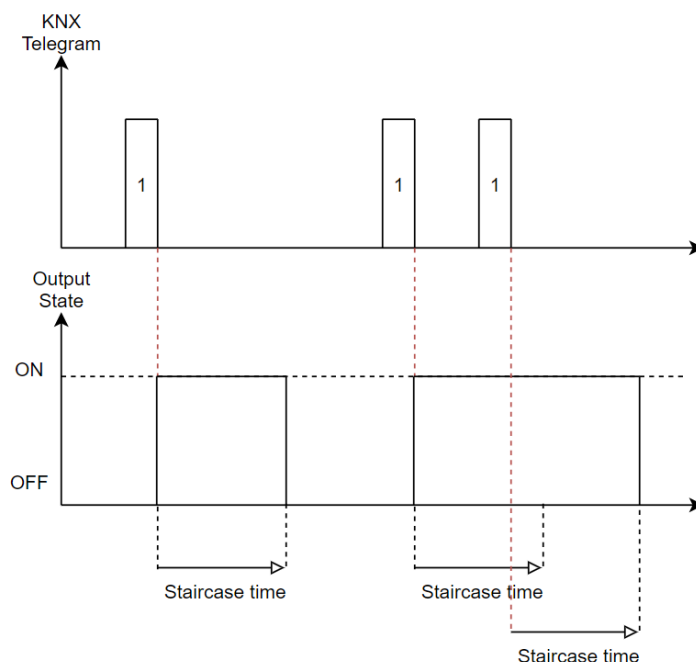 KNX
Telegram
1
1
1
Output
State
ON
OFF
Staircase time
Staircase time
Staircase time